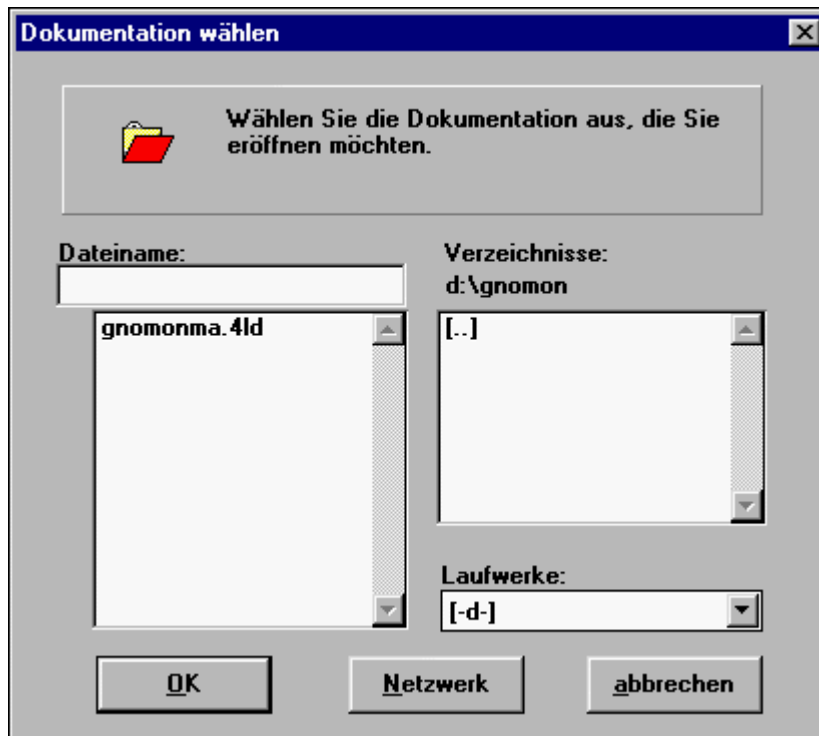 Dokumentation wählen
Wählen Sie die Dokumentation aus, die Sie
eröffnen möchten.
Dateiname:
gnomonma.4ld
Verzeichnisse:
d:\gnomon
[..]
Laufwerke:
[-d-]
OK
Netzwerk
abbrechen